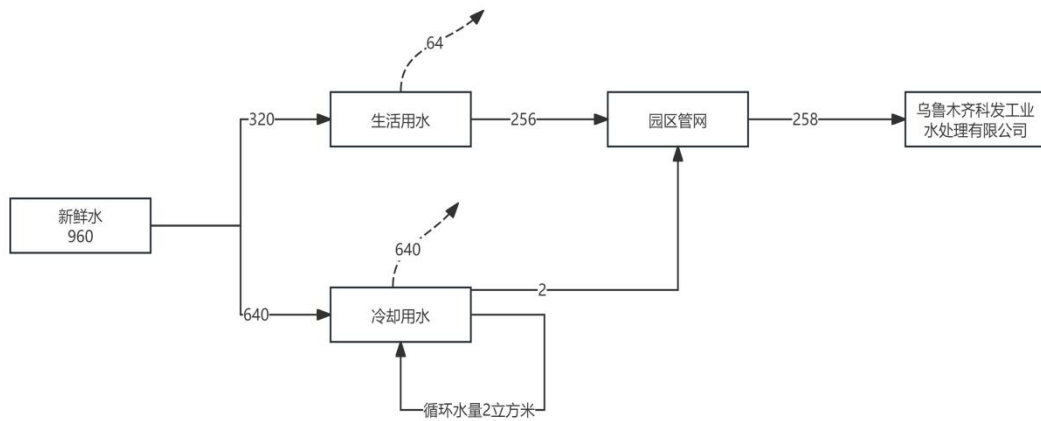 64
320
生活用水
256
园区管网
258
乌鲁木齐科发工业
水处理有限公司
新鲜水
960
640
2
640
冷却用水
循环水量2立方米